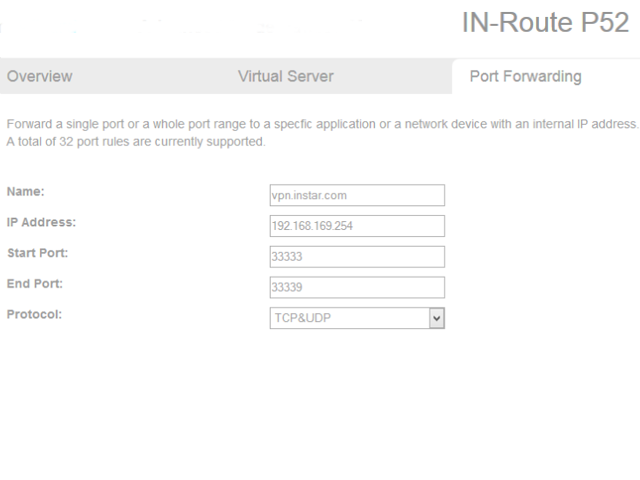 IN-Route P52
Overview Virtual Server Port Forwarding
Forward a single port or a whole port range to a specfic application or a network device with an internal IP address.
A total of 32 port rules are currently supported.
Name: vpn.instar.com
IP Address: 192.168.169.254
Start Port: 33333
End Port: 33339
Protocol: TCP&UDP